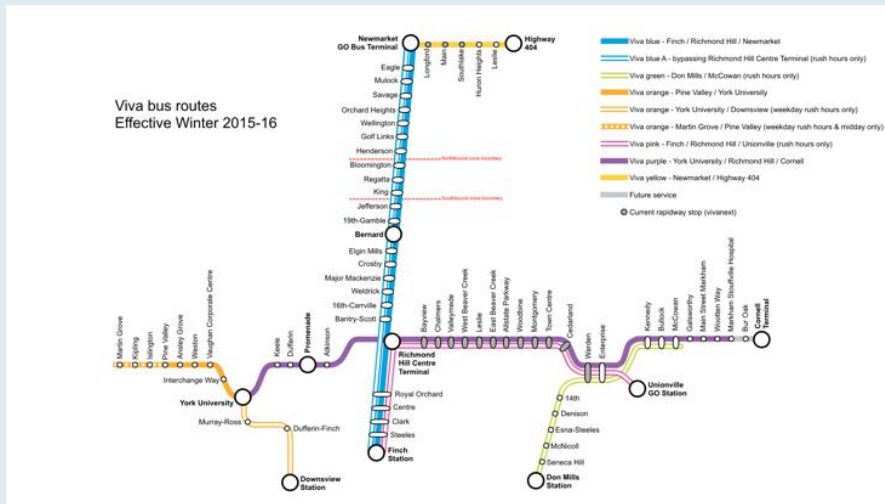 Viva bus routes
Effective Winter 2015-16
Newmarket
GO Bus Terminal
Longford
Main
Southlake
Huron Heights
Leslie
Highway
404
Eagle
Mulock
Savage
Orchard Heights
Wellington
Golf Links
Henderson
Northbound zone boundary
Bloomington
Regatta
King
Southbound zone boundary
Jefferson
19th-Gamble
Bernard
Elgin Mills
Crosby
Major Mackenzie
Weldrick
16th-Carrville
Bantry-Scott
Viva blue - Finch / Richmond Hill / Newmarket
Viva blue A - bypassing Richmond Hill Centre Terminal (rush hours only)
Viva green - Don Mills / McCowan (rush hours only)
Viva orange - Pine Valley / York University
Viva orange - York University / Downsview (weekday rush hours only)
Viva orange - Martin Grove / Pine Valley (weekday rush hours & midday only)
Viva pink - Finch / Richmond Hill / Unionville (rush hours only)
Viva purple - York University / Richmond Hill / Cornell
Viva yellow - Newmarket / Highway 404
Future service
Current rapidway stop (vivanext)
Martin Grove
Kipling
Islington
Pine Valley
Ansley Grove
Weston
Vaughan Corporate Centre
Interchange Way
York University
Murray-Ross
Dufferin-Finch
Downsview
Station
Keele
Dufferin
Promenade
Atkinson
Richmond
Hill Centre
Terminal
Royal Orchard
Centre
Clark
Steeles
Finch
Station
Bayview
Chalmers
Valleymede
West Beaver Creek
Leslie
East Beaver Creek
Allstate Parkway
Woodbine
Montgomery
Town Centre
Cedarland
Warden
Enterprise
Kennedy
Bullock
McCowan
Galsworthy
Main Street Markham
Wootten Way
Markham Stouffville Hospital
Bur Oak
Cornell
Terminal
Unionville
GO Station
14th
Denison
Esna-Steeles
McNicoll
Seneca Hill
Don Mills
Station